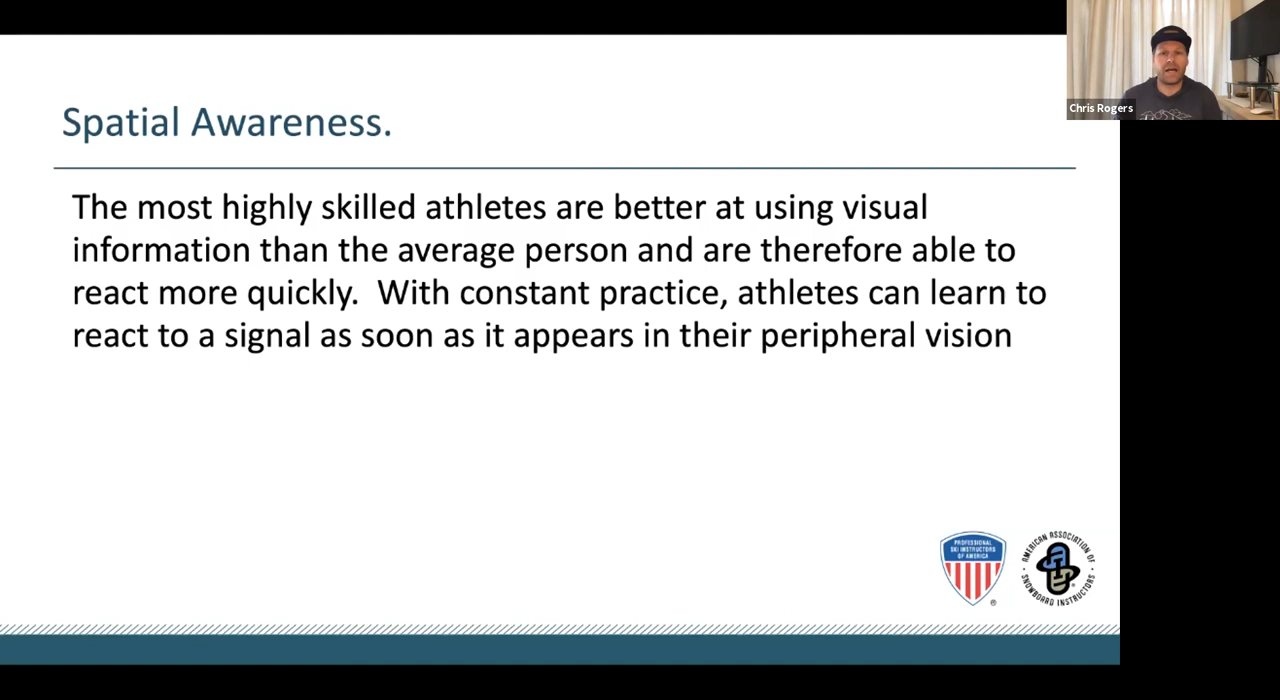 Chris Rogers
Spatial Awareness.
The most highly skilled athletes are better at using visual
information than the average person and are therefore able to
react more quickly.  With constant practice, athletes can learn to
react to a signal as soon as it appears in their peripheral vision
PROFESSIONAL
SKI INSTRUCTORS
OF AMERICA
®
AMERICAN ASSOCIATION OF
SNOWBOARD INSTRUCTORS